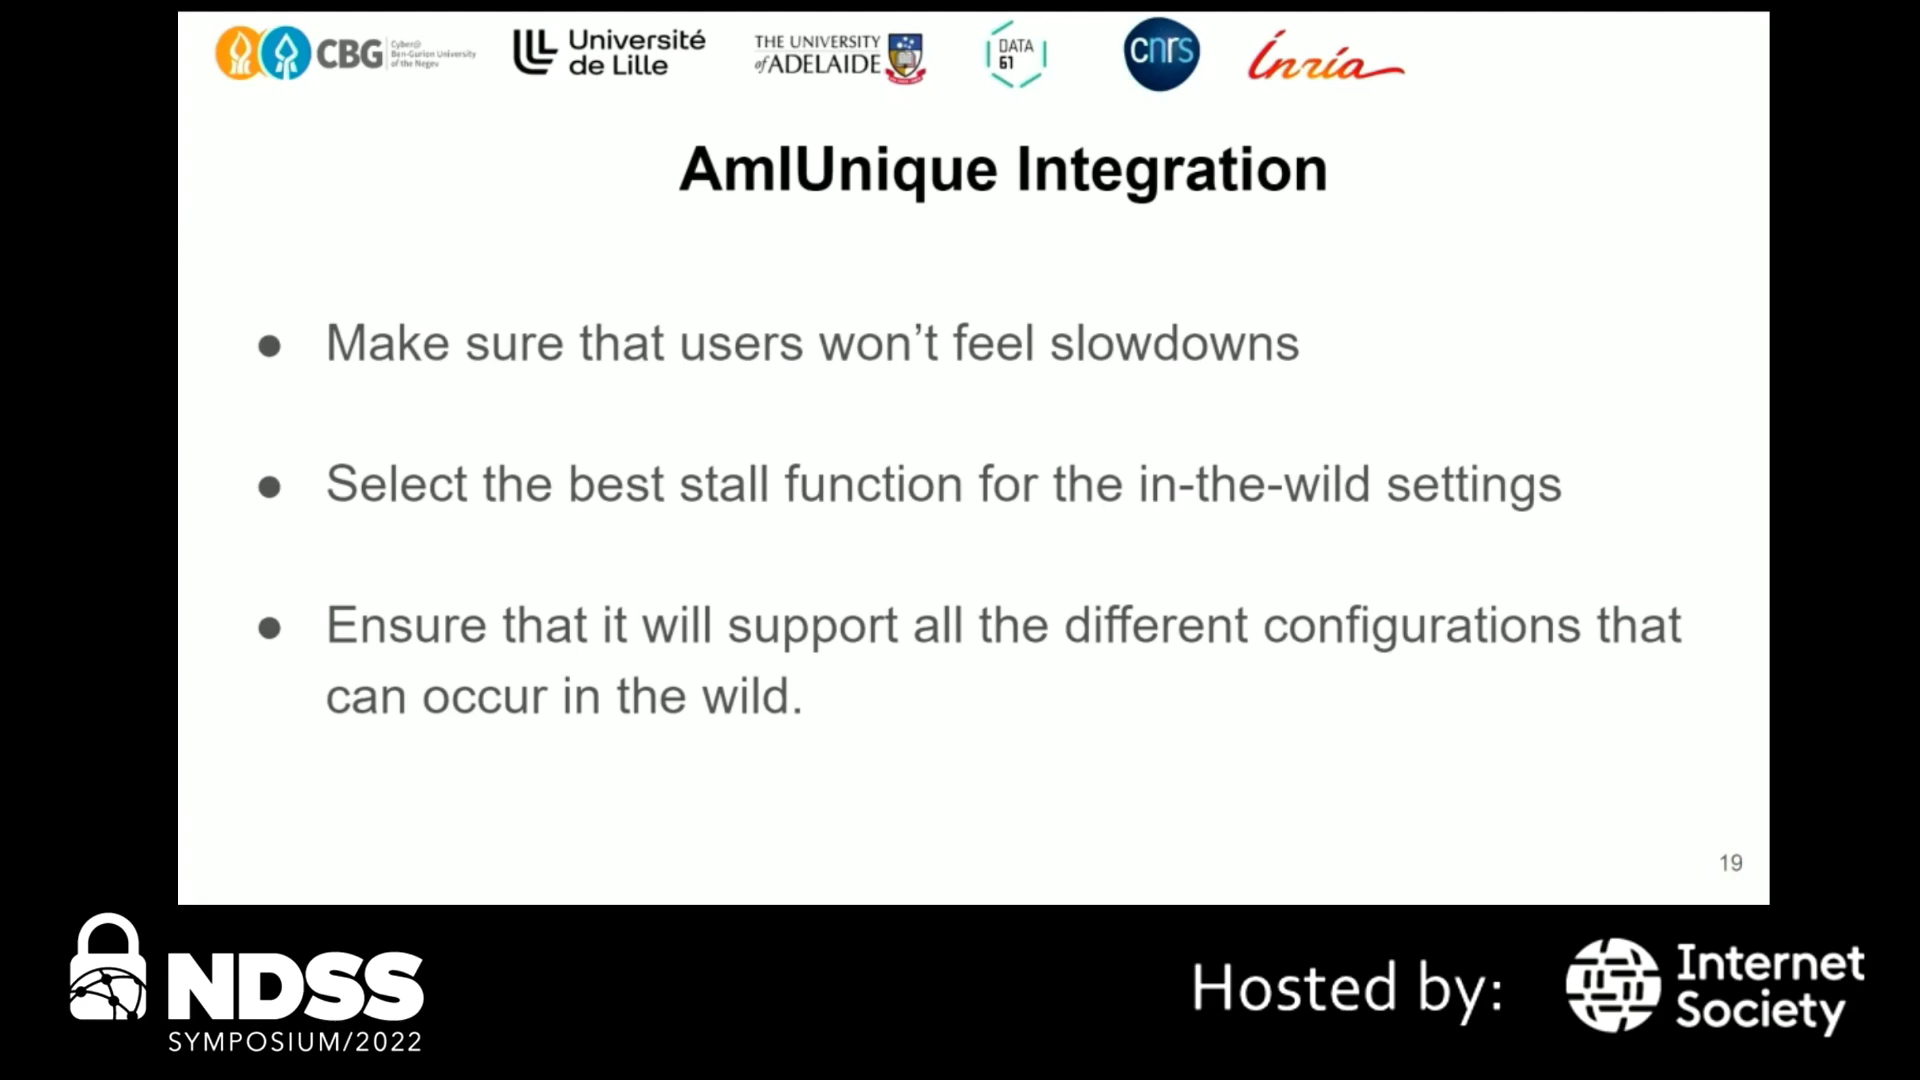 CBG
Cyber@
Ben-Gurion University
of the Negev
Université
de Lille
THE UNIVERSITY
of ADELAIDE
DATA
61
cnrs
Inria
AmIUnique Integration
● Make sure that users won't feel slowdowns
● Select the best stall function for the in-the-wild settings
● Ensure that it will support all the different configurations that
can occur in the wild.
19
NDSS
SYMPOSIUM/2022
Hosted by:
Internet
Society